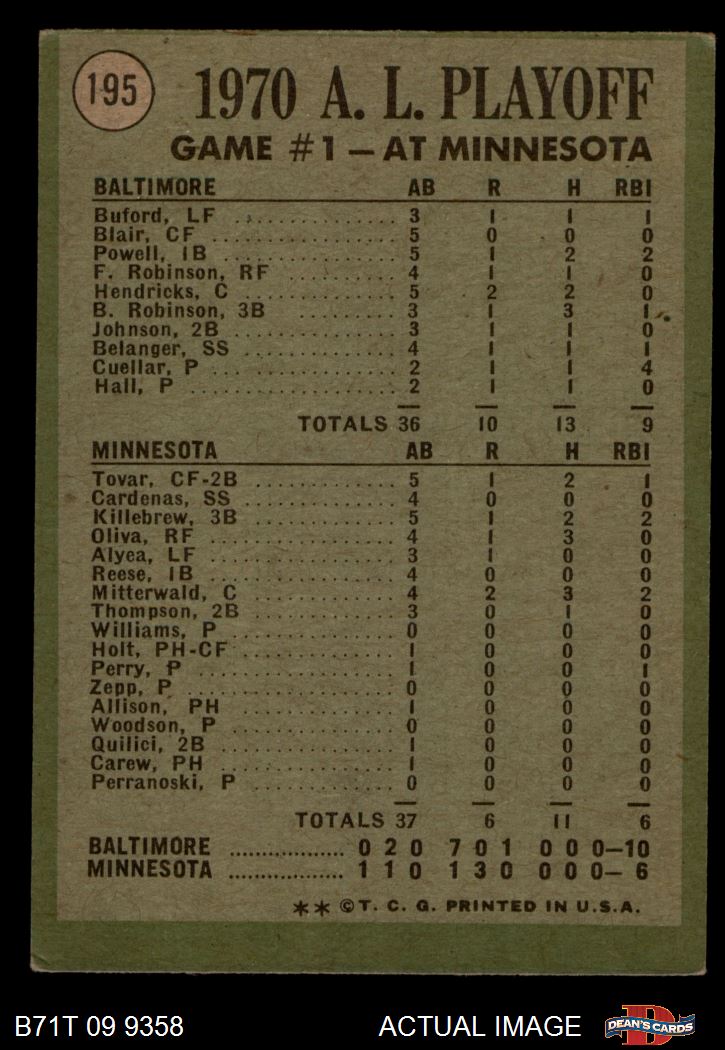 195
1970 A. L. PLAYOFF
GAME #1 — AT MINNESOTA
BALTIMORE AB R H RBI
Buford, LF .............. 3 1 1 1
Blair, CF ................ 5 0 0 0
Powell, 1B .............. 5 1 2 2
F. Robinson, RF ......... 4 1 1 0
Hendricks, C ............ 5 2 2 0
B. Robinson, 3B ......... 3 1 3 1
Johnson, 2B ............. 3 1 1 0
Belanger, SS ............ 4 1 1 1
Cuellar, P .............. 2 1 1 4
Hall, P ................. 2 1 1 0
TOTALS 36 10 13 9
MINNESOTA AB R H RBI
Tovar, CF-2B ............ 5 1 2 1
Cardenas, SS ............ 4 0 0 0
Killebrew, 3B ........... 5 1 2 2
Oliva, RF ............... 4 1 3 0
Alyea, LF ............... 3 1 0 0
Reese, 1B ............... 4 0 0 0
Mitterwald, C ........... 4 2 3 2
Thompson, 2B ............ 3 0 1 0
Williams, P ............. 0 0 0 0
Holt, PH-CF ............. 1 0 0 0
Perry, P ................ 1 0 0 1
Zepp, P ................. 0 0 0 0
Allison, PH ............. 1 0 0 0
Woodson, P .............. 0 0 0 0
Quilici, 2B ............. 1 0 0 0
Carew, PH ............... 1 0 0 0
Perranoski, P ........... 0 0 0 0
TOTALS 37 6 11 6
BALTIMORE .................. 0 2 0 7 0 1 0 0 0—10
MINNESOTA .................. 1 1 0 1 3 0 0 0 0— 6
** © T. C. G. PRINTED IN U.S.A.
B71T 09 9358 ACTUAL IMAGE
DEAN'S CARDS